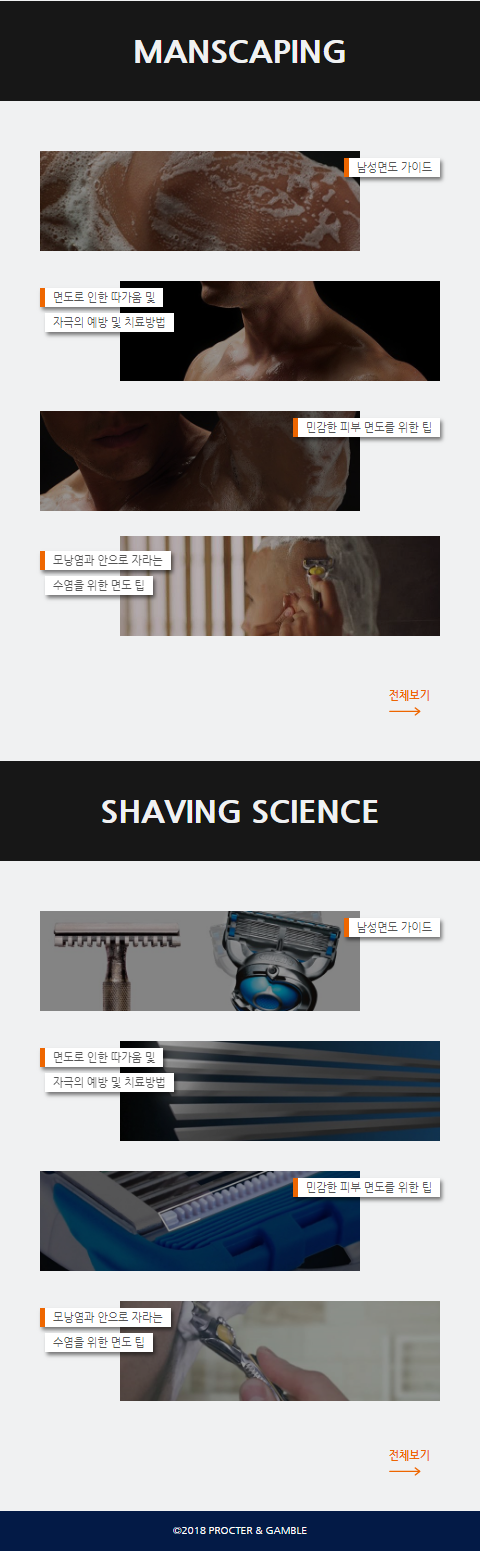 MANSCAPING
남성면도 가이드
면도로 인한 따가움 및
자극의 예방 및 치료방법
민감한 피부 면도를 위한 팁
모낭염과 안으로 자라는
수염을 위한 면도 팁
전체보기
SHAVING SCIENCE
남성면도 가이드
면도로 인한 따가움 및
자극의 예방 및 치료방법
민감한 피부 면도를 위한 팁
모낭염과 안으로 자라는
수염을 위한 면도 팁
전체보기
©2018 PROCTER & GAMBLE